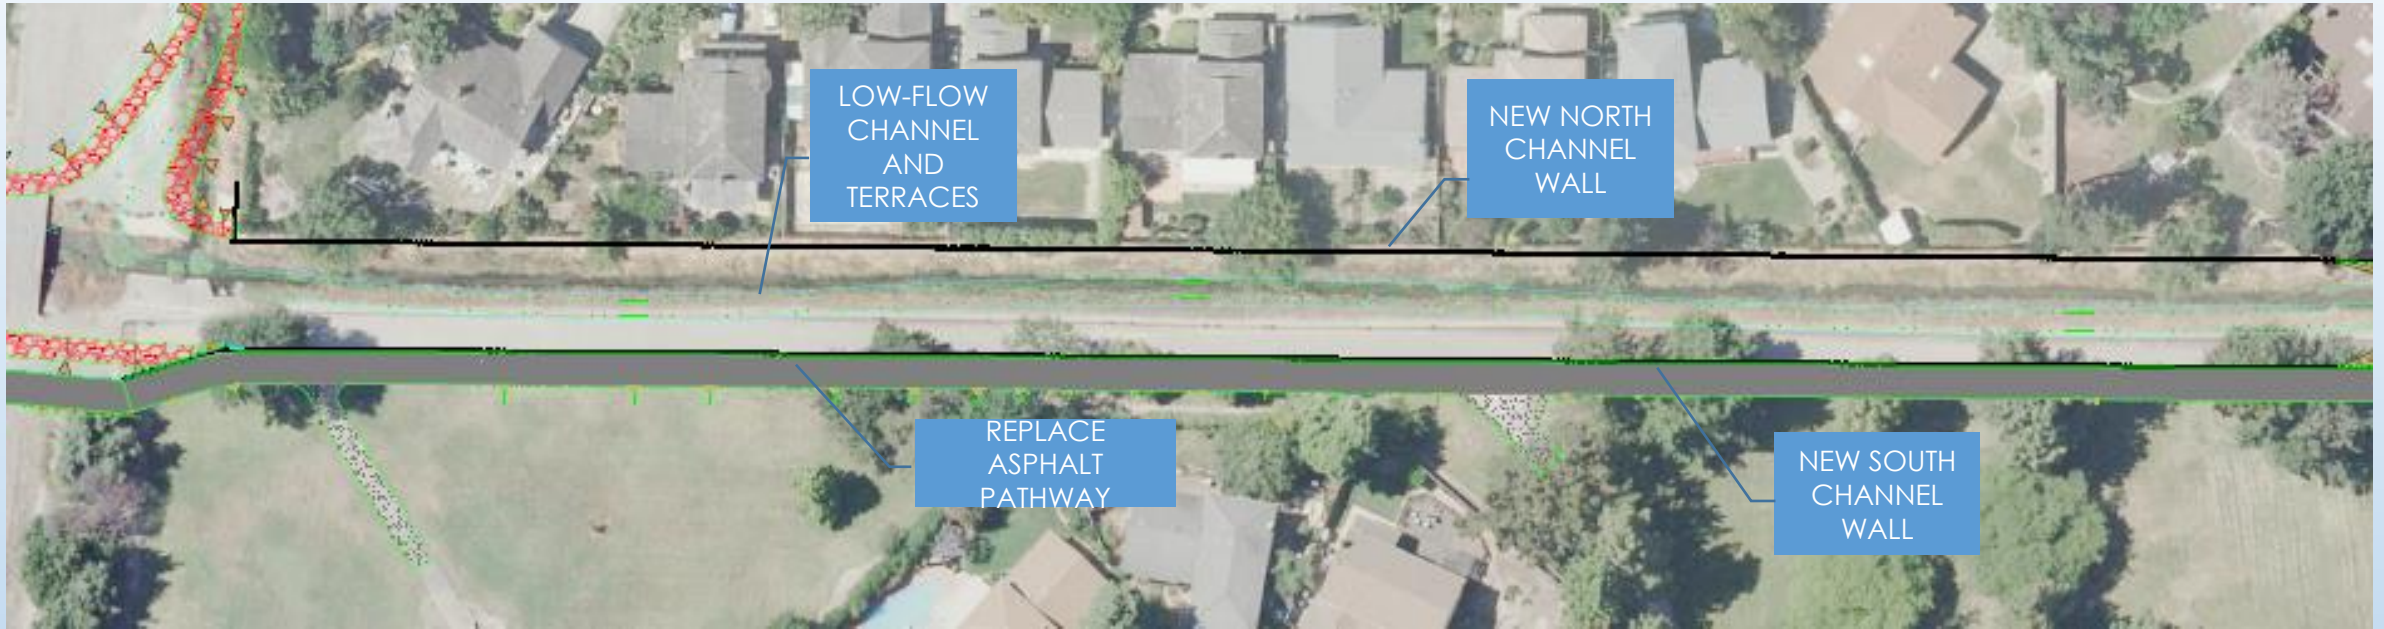 LOW-FLOW
CHANNEL
AND
TERRACES
NEW NORTH
CHANNEL
WALL
REPLACE
ASPHALT
PATHWAY
NEW SOUTH
CHANNEL
WALL